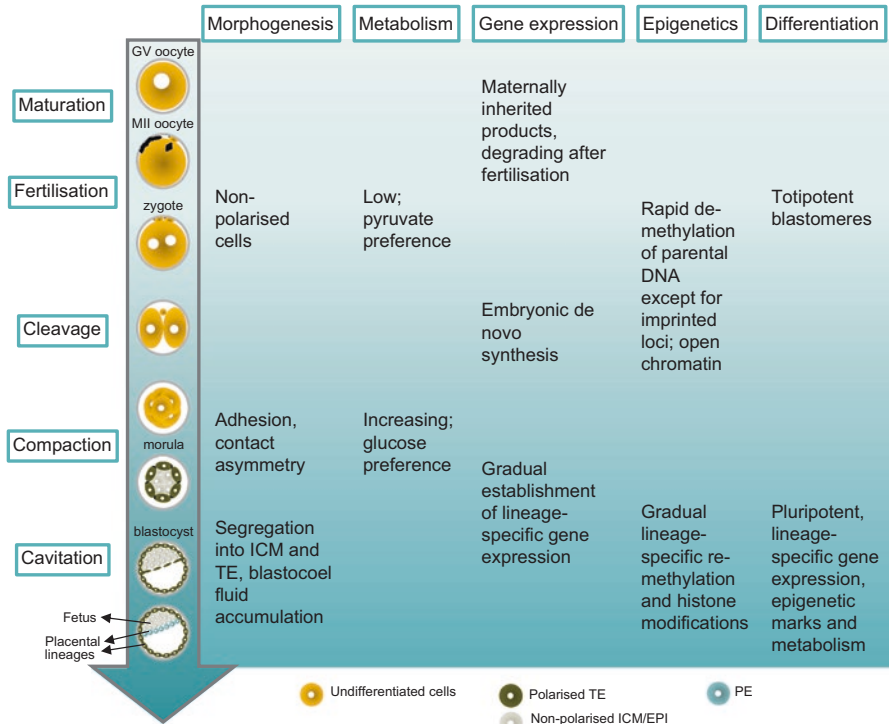 Morphogenesis
Metabolism
Gene expression
Epigenetics
Differentiation
GV oocyte
Maturation
MII oocyte
Maternally
inherited
products,
degrading after
fertilisation
Fertilisation
zygote
Non-
polarised
cells
Low;
pyruvate
preference
Rapid de-
methylation
of parental
DNA
except for
imprinted
loci; open
chromatin
Totipotent
blastomeres
Cleavage
Embryonic de
novo
synthesis
Compaction
morula
Adhesion,
contact
asymmetry
Increasing;
glucose
preference
Gradual
establishment
of lineage-
specific gene
expression
Cavitation
blastocyst
Segregation
into ICM and
TE, blastocoel
fluid
accumulation
Gradual
lineage-
specific re-
methylation
and histone
modifications
Pluripotent,
lineage-
specific gene
expression,
epigenetic
marks and
metabolism
Fetus
Placental
lineages
Undifferentiated cells
Polarised TE
PE
Non-polarised ICM/EPI